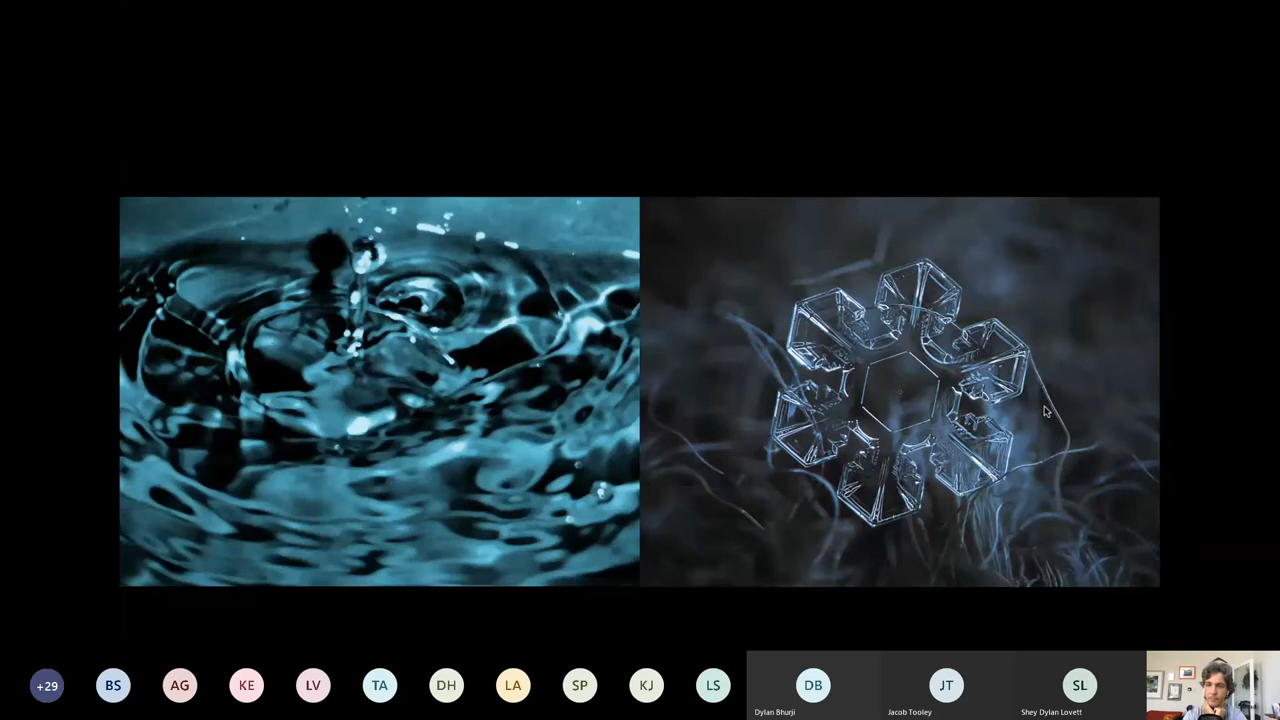 +29 BS AG KE LV TA DH LA SP KJ LS DB JT SL
Dylan Bhurji Jacob Tooley Shey Dylan Lovett